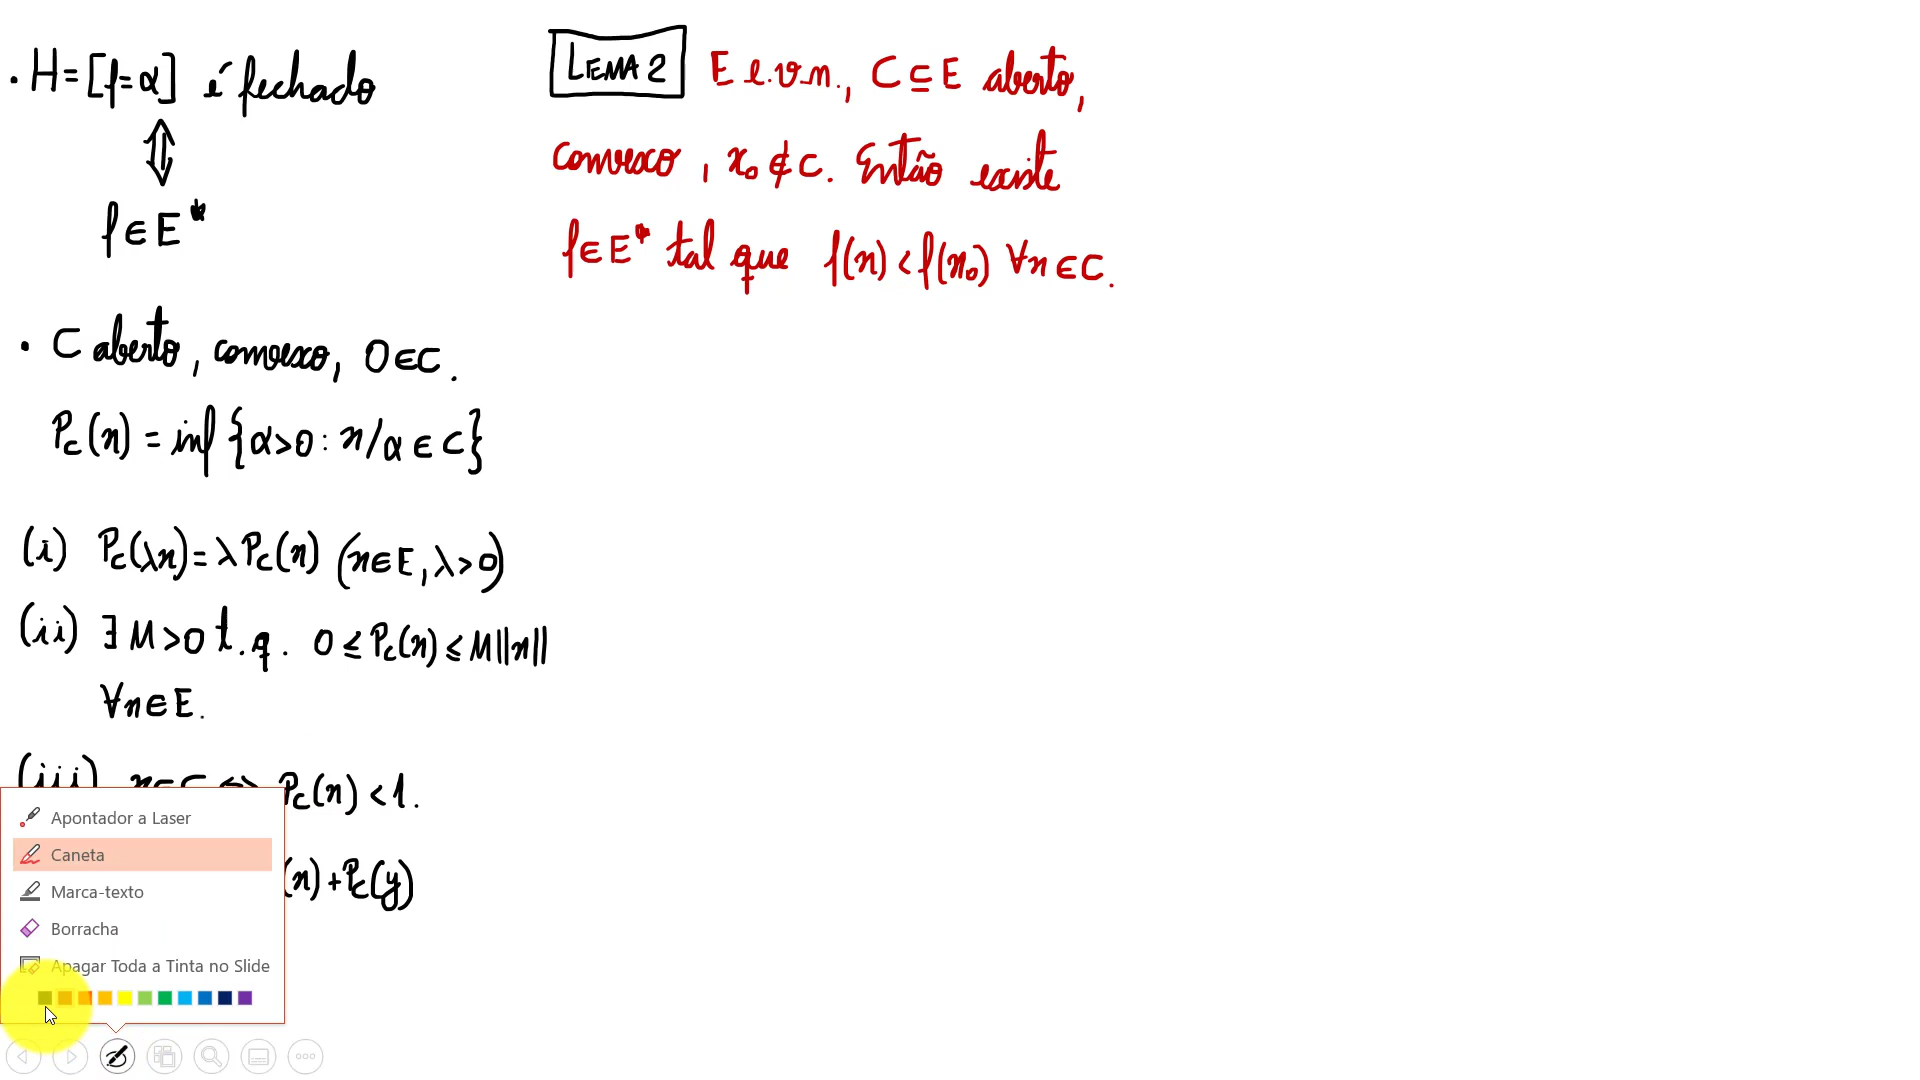 . H = [f = α] é fechado
⇕
f ∈ E*
. C aberto, convexo, 0 ∈ C.
P_C(x) = inf {α > 0 : x/α ∈ C}
(i) P_C(λx) = λ P_C(x) (x ∈ E, λ > 0)
(ii) ∃ M > 0 t.q. 0 ≤ P_C(x) ≤ M||x||
∀x ∈ E.
(iii) x ∈ C ⇔ P_C(x) < 1.
(x) + P_C(y)
LEMA 2 E e.v.n., C ⊆ E aberto,
convexo, x₀ ∉ C. Então existe
f ∈ E* tal que f(x) < f(x₀) ∀x ∈ C.
Apontador a Laser
Caneta
Marca-texto
Borracha
Apagar Toda a Tinta no Slide